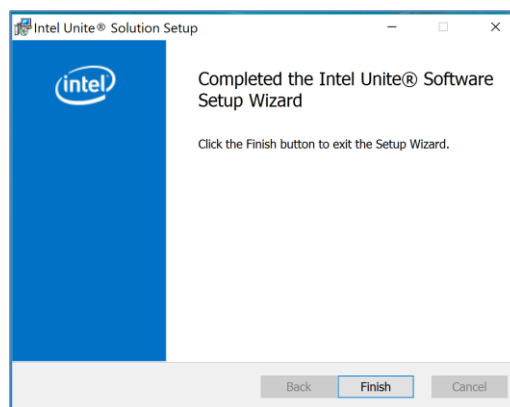 Intel Unite® Solution Setup
intel
Completed the Intel Unite® Software
Setup Wizard
Click the Finish button to exit the Setup Wizard.
Back Finish Cancel